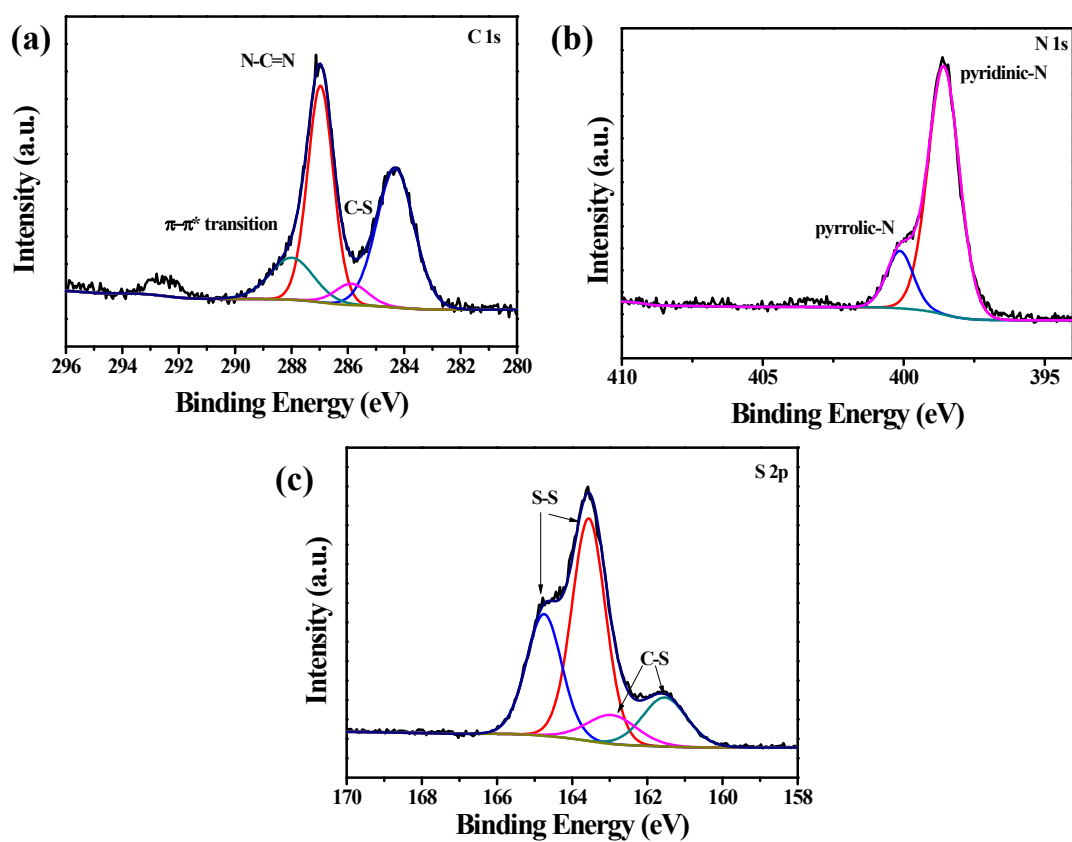 (a)
C 1s
N-C=N
C-S
π-π* transition
Intensity (a.u.)
296 294 292 290 288 286 284 282 280
Binding Energy (eV)
(b)
N 1s
pyridinic-N
pyrrolic-N
Intensity (a.u.)
410 405 400 395
Binding Energy (eV)
(c)
S 2p
S-S
C-S
Intensity (a.u.)
170 168 166 164 162 160 158
Binding Energy (eV)